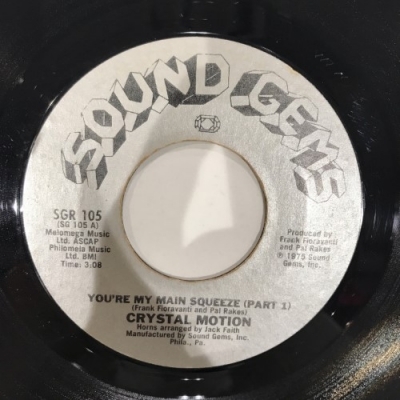 SOUND GEMS
SGR 105
(SG 105 A)
Melomega Music
Ltd. ASCAP
Philomelo Music
Ltd. BMI
Time: 3.08
Produced by
Frank Fioravanti
and Pal Rakes
℗ 1975 Sound
Gems, Inc.
YOU'RE MY MAIN SQUEEZE (PART 1)
(Frank Fioravanti and Pal Rakes)
CRYSTAL MOTION
Horns arranged by Jack Faith
Manufactured by Sound Gems, Inc.
Phila., Pa.